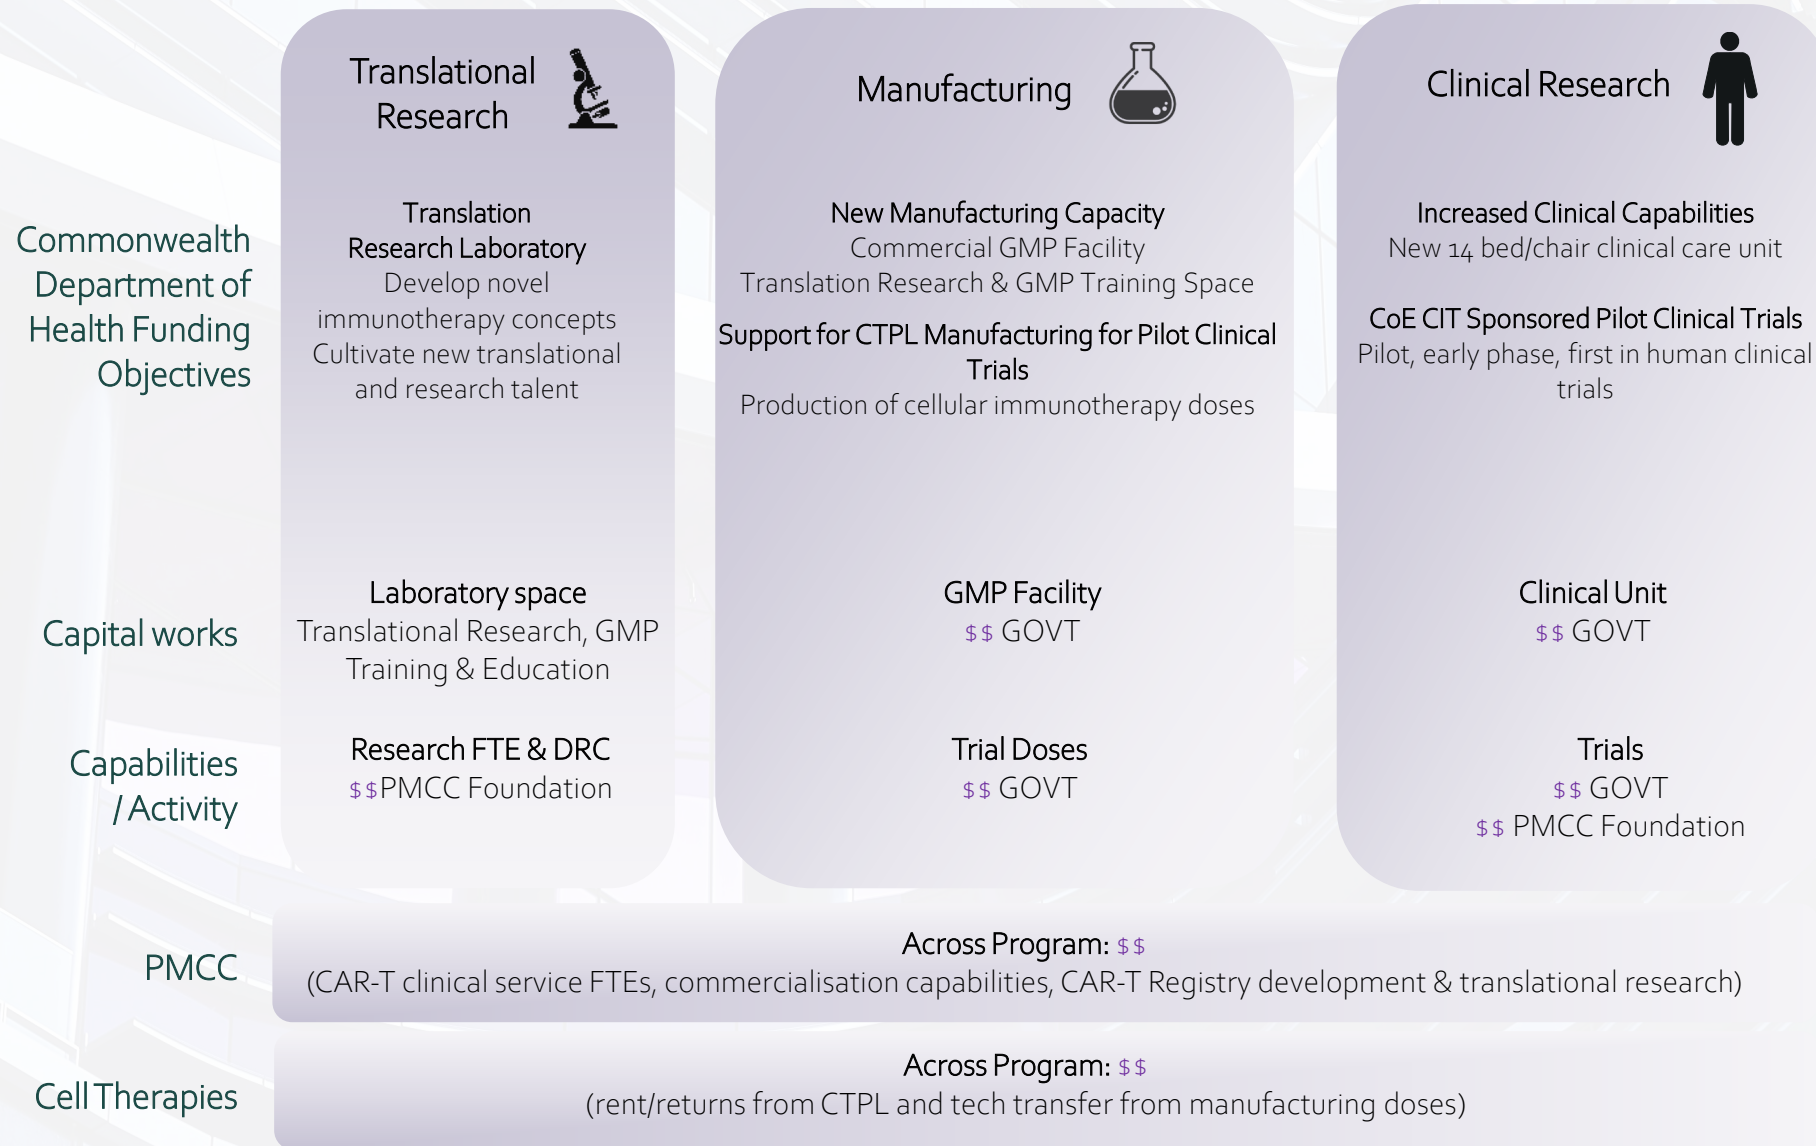 Translational
Research
Manufacturing
Clinical Research
Commonwealth
Department of
Health Funding
Objectives
Translation
Research Laboratory
Develop novel
immunotherapy concepts
Cultivate new translational
and research talent
New Manufacturing Capacity
Commercial GMP Facility
Translation Research & GMP Training Space
Support for CTPL Manufacturing for Pilot Clinical
Trials
Production of cellular immunotherapy doses
Increased Clinical Capabilities
New 14 bed/chair clinical care unit
CoE CIT Sponsored Pilot Clinical Trials
Pilot, early phase, first in human clinical
trials
Capital works
Laboratory space
Translational Research, GMP
Training & Education
GMP Facility
$$ GOVT
Clinical Unit
$$ GOVT
Capabilities
/ Activity
Research FTE & DRC
$$PMCC Foundation
Trial Doses
$$ GOVT
Trials
$$ GOVT
$$ PMCC Foundation
PMCC
Across Program: $$
(CAR-T clinical service FTEs, commercialisation capabilities, CAR-T Registry development & translational research)
Cell Therapies
Across Program: $$
(rent/returns from CTPL and tech transfer from manufacturing doses)